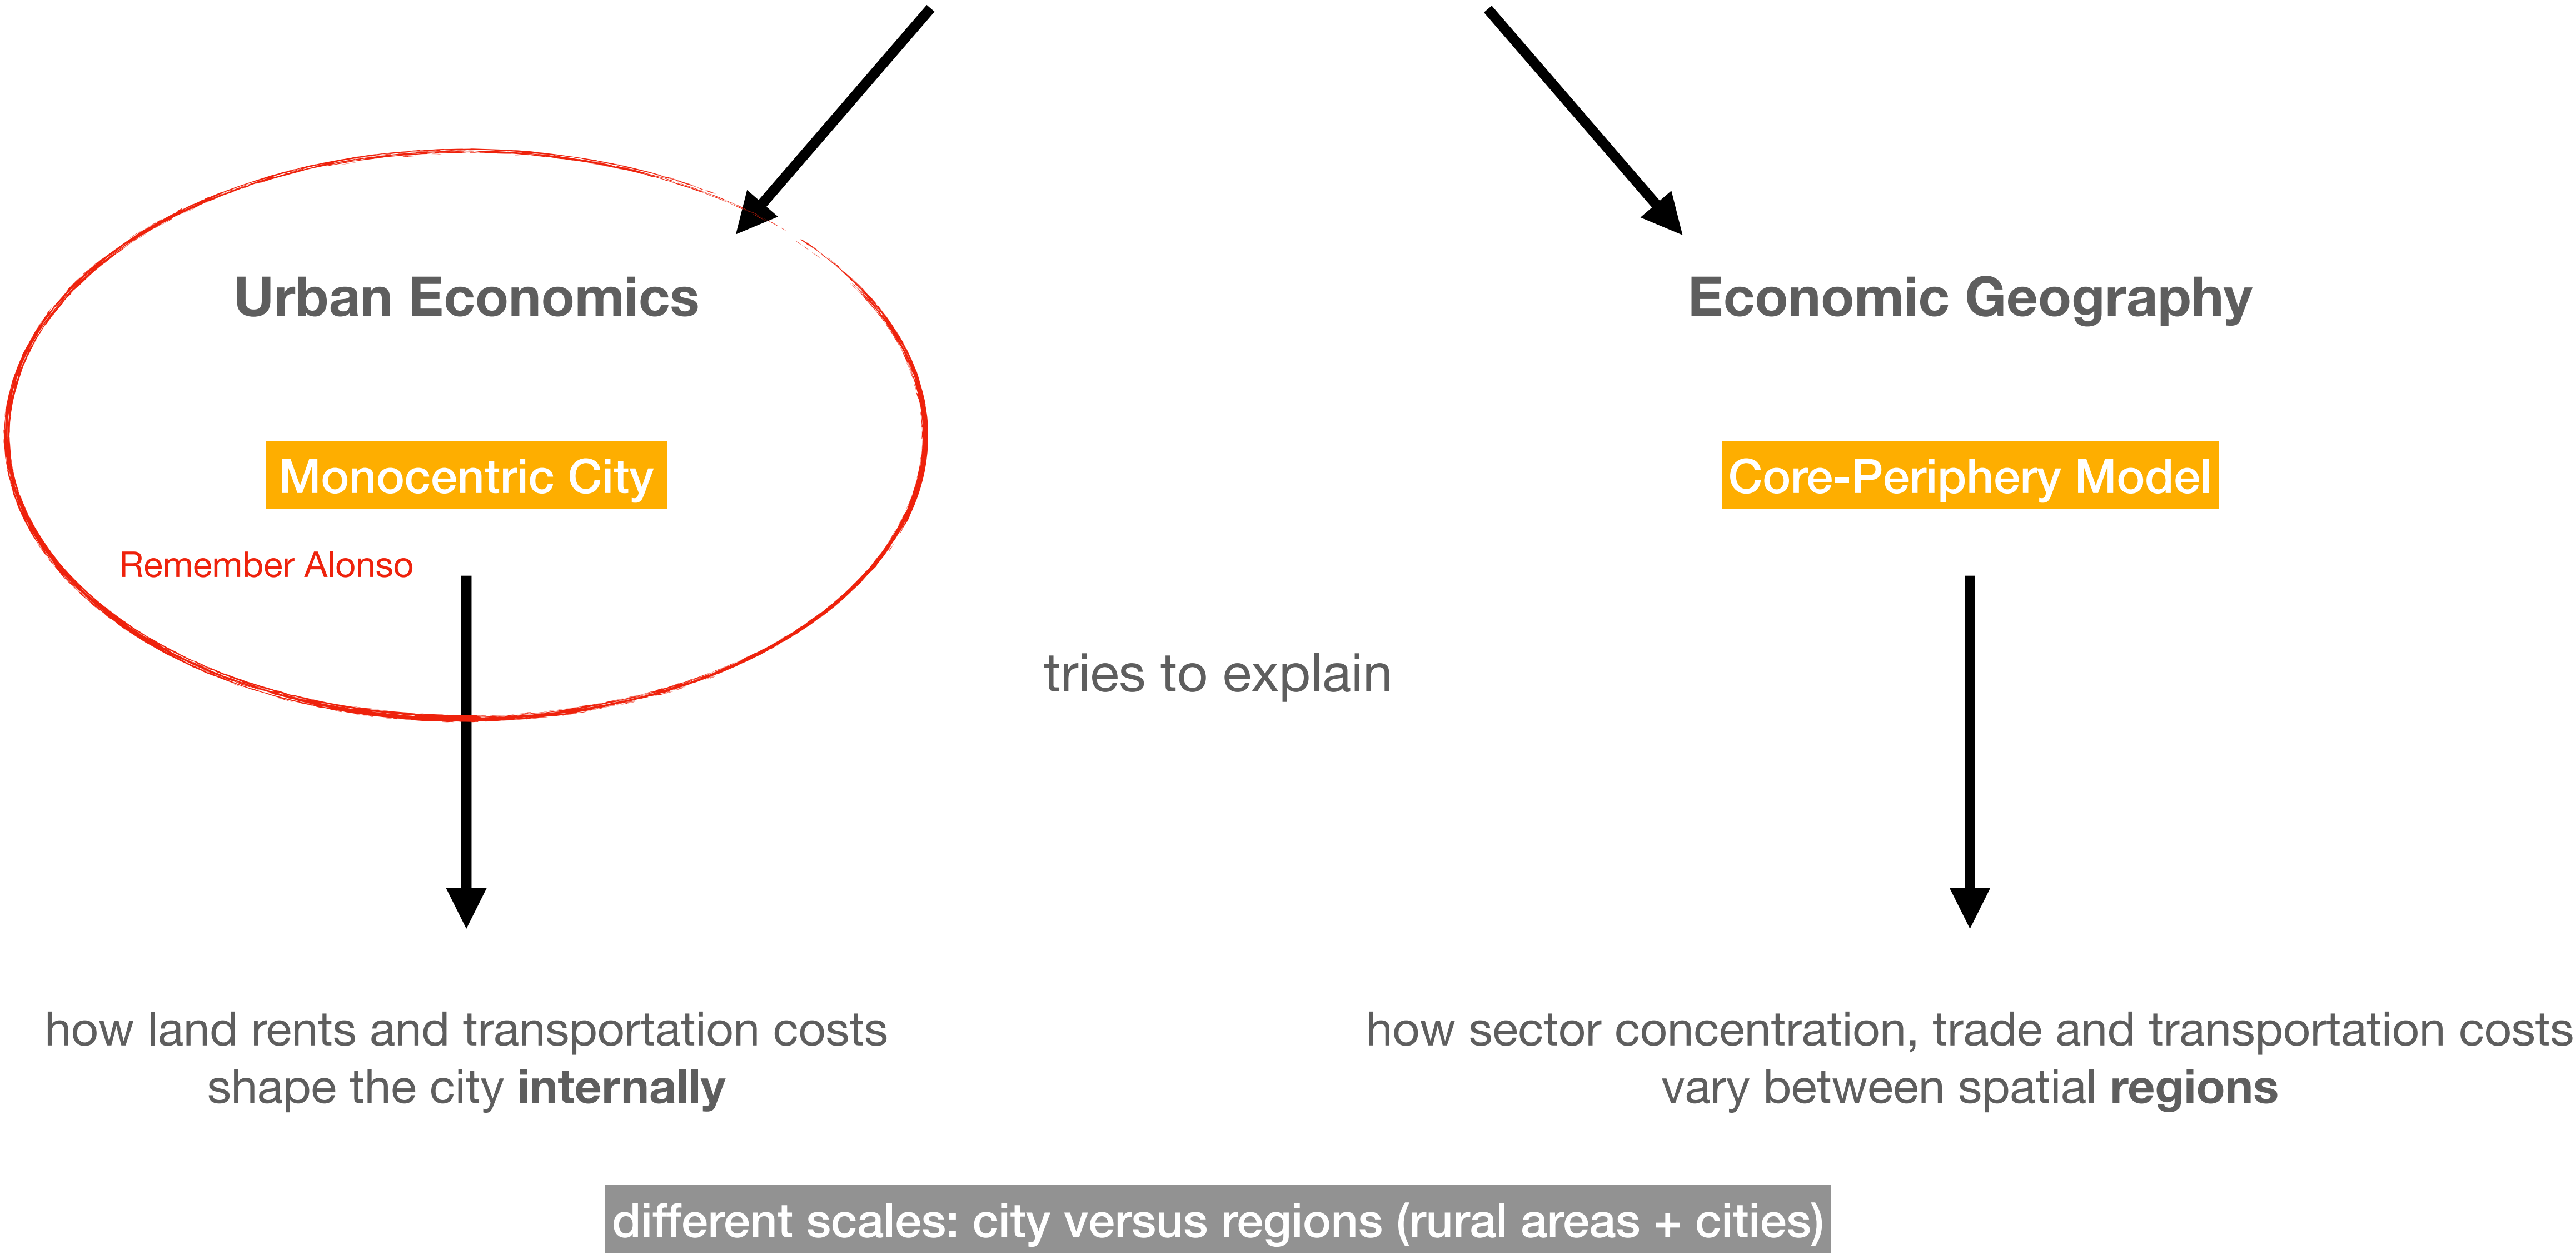 Urban Economics
Economic Geography
Monocentric City
Core-Periphery Model
Remember Alonso
tries to explain
how land rents and transportation costs
shape the city internally
how sector concentration, trade and transportation costs
vary between spatial regions
different scales: city versus regions (rural areas + cities)